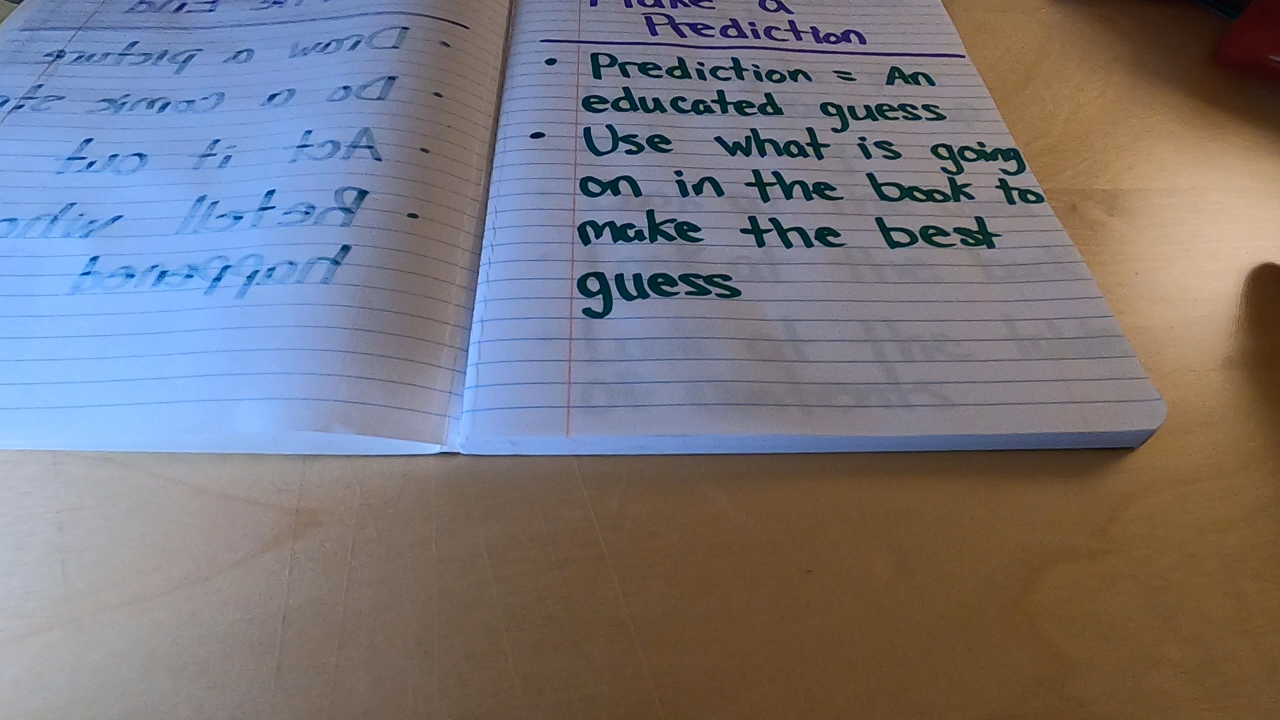 Make a
Prediction
• Prediction = An
educated guess
• Use what is going
on in the book to
make the best
guess
• Draw a picture
• Do a comic
• Act it out
• Retell
happened